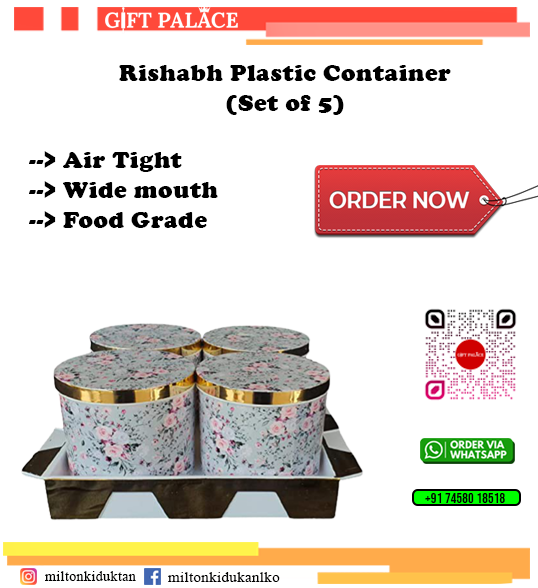 GIFT PALACE
Rishabh Plastic Container
(Set of 5)
--> Air Tight
--> Wide mouth
--> Food Grade
ORDER NOW
GIFT PALACE
ORDER VIA
WHATSAPP
+91 74580 18518
miltonkiduktan
miltonkidukanlko